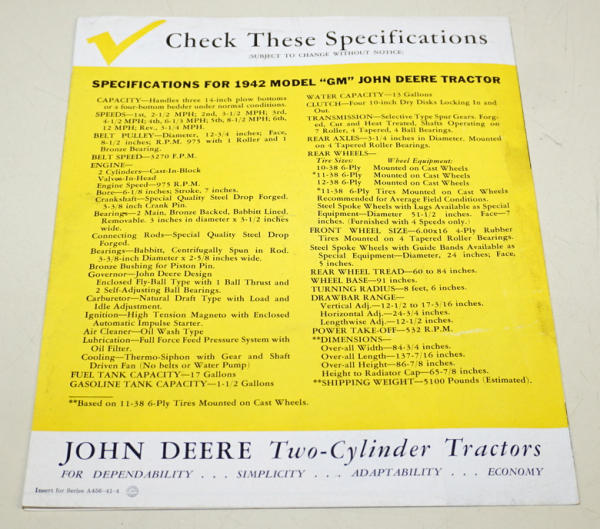 Check These Specifications
(SUBJECT TO CHANGE WITHOUT NOTICE)
SPECIFICATIONS FOR 1942 MODEL "GM" JOHN DEERE TRACTOR
CAPACITY—Handles three 14-inch plow bottoms
or a four-bottom bedder under normal conditions.
SPEEDS—1st, 2-1/2 MPH; 2nd, 3-1/2 MPH; 3rd,
4-1/2 MPH; 4th, 6-1/3 MPH; 5th, 8-1/2 MPH; 6th,
12 MPH; Rev., 3-1/4 MPH.
BELT PULLEY—Diameter, 12-3/4 inches; Face,
8-1/2 inches; R.P.M. 975 with 1 Roller and 1
Bronze Bearing.
BELT SPEED—3270 F.P.M.
ENGINE—
2 Cylinders—Cast-In-Block
Valves-In-Head
Engine Speed—975 R.P.M.
Bore—6-1/8 inches; Stroke, 7 inches.
Crankshaft—Special Quality Steel Drop Forged.
3-3/8 inch Crank Pin.
Bearings—2 Main, Bronze Backed, Babbitt Lined.
Removable. 3 inches in diameter x 3-1/2 inches
wide.
Connecting Rods—Special Quality Steel Drop
Forged.
Bearings—Babbitt, Centrifugally Spun in Rod.
3-3/8-inch Diameter x 2-5/8 inches wide.
Bronze Bushing for Piston Pin.
Governor—John Deere Design
Enclosed Fly-Ball Type with 1 Ball Thrust and
2 Self-Adjusting Ball Bearings.
Carburetor—Natural Draft Type with Load and
Idle Adjustment.
Ignition—High Tension Magneto with Enclosed
Automatic Impulse Starter.
Air Cleaner—Oil Wash Type
Lubrication—Full Force Feed Pressure System with
Oil Filter.
Cooling—Thermo-Siphon with Gear and Shaft
Driven Fan (No belts or Water Pump)
FUEL TANK CAPACITY—17 Gallons
GASOLINE TANK CAPACITY—1-1/2 Gallons
**Based on 11-38 6-Ply Tires Mounted on Cast Wheels.
WATER CAPACITY—13 Gallons
CLUTCH—Four 10-inch Dry Disks Locking In and
Out.
TRANSMISSION—Selective Type Spur Gears. Forg-
ed, Cut and Heat Treated, Shafts Operating on
7 Roller, 4 Tapered, 4 Ball Bearings.
REAR AXLES—3-1/4 inches in Diameter. Mounted
on 4 Tapered Roller Bearings.
REAR WHEELS—
Tire Sizes: Wheel Equipment:
10-38 6-Ply Mounted on Cast Wheels
*11-38 6-Ply Mounted on Cast Wheels
12-38 6-Ply Mounted on Cast Wheels
*11-38 6-Ply Tires Mounted on Cast Wheels
Recommended for Average Field Conditions.
Steel Spoke Wheels with Lugs Available as Special
Equipment—Diameter 51-1/2 inches. Face—7
inches. (Furnished with 4 Speeds only.)
FRONT WHEEL SIZE—6.00x16 4-Ply Rubber
Tires Mounted on 4 Tapered Roller Bearings.
Steel Spoke Wheels with Guide Bands Available as
Special Equipment—Diameter, 24 inches; Face,
5 inches.
REAR WHEEL TREAD—60 to 84 inches.
WHEEL BASE—91 inches.
TURNING RADIUS—8 feet, 6 inches.
DRAWBAR RANGE—
Vertical Adj.—12-1/2 to 17-3/16 inches.
Horizontal Adj.—24-3/4 inches.
Lengthwise Adj.—12-1/2 inches.
POWER TAKE-OFF—532 R.P.M.
**DIMENSIONS—
Over-all Width—84-3/4 inches.
Over-all Length—137-7/16 inches.
Over-all Height—86-7/8 inches.
Height to Radiator Cap—65-7/8 inches.
**SHIPPING WEIGHT—5100 Pounds (Estimated).
JOHN DEERE Two-Cylinder Tractors
FOR DEPENDABILITY . . . SIMPLICITY . . . ADAPTABILITY . . . ECONOMY
Insert for Series A456-41-4